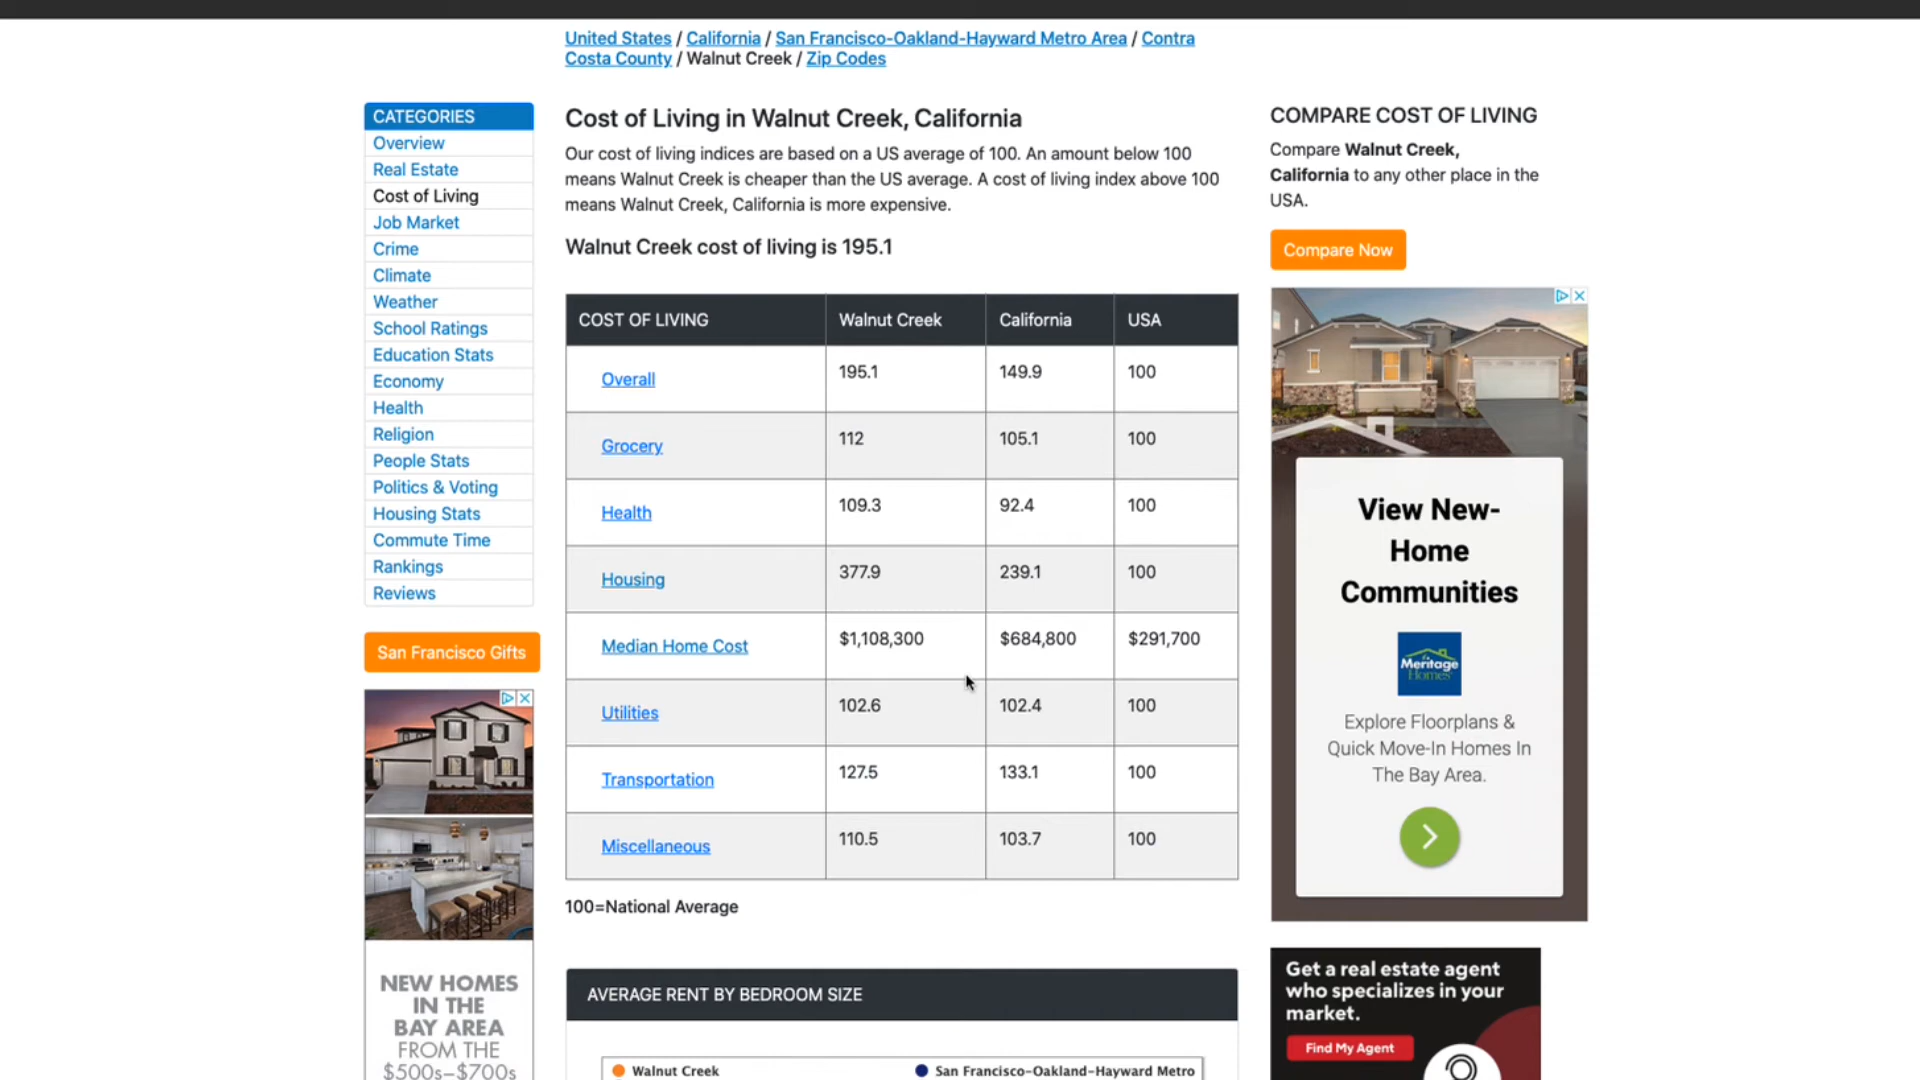 United States / California / San Francisco-Oakland-Hayward Metro Area / Contra
Costa County / Walnut Creek / Zip Codes
CATEGORIES
Overview
Real Estate
Cost of Living
Job Market
Crime
Climate
Weather
School Ratings
Education Stats
Economy
Health
Religion
People Stats
Politics & Voting
Housing Stats
Commute Time
Rankings
Reviews
San Francisco Gifts
NEW HOMES
IN THE
BAY AREA
FROM THE
$500s–$700s
Cost of Living in Walnut Creek, California
Our cost of living indices are based on a US average of 100. An amount below 100
means Walnut Creek is cheaper than the US average. A cost of living index above 100
means Walnut Creek, California is more expensive.
Walnut Creek cost of living is 195.1
COST OF LIVING Walnut Creek California USA
Overall 195.1 149.9 100
Grocery 112 105.1 100
Health 109.3 92.4 100
Housing 377.9 239.1 100
Median Home Cost $1,108,300 $684,800 $291,700
Utilities 102.6 102.4 100
Transportation 127.5 133.1 100
Miscellaneous 110.5 103.7 100
100=National Average
AVERAGE RENT BY BEDROOM SIZE
Walnut Creek San Francisco-Oakland-Hayward Metro
COMPARE COST OF LIVING
Compare Walnut Creek,
California to any other place in the
USA.
Compare Now
View New-
Home
Communities
Meritage
Homes
Explore Floorplans &
Quick Move-In Homes In
The Bay Area.
Get a real estate agent
who specializes in your
market.
Find My Agent